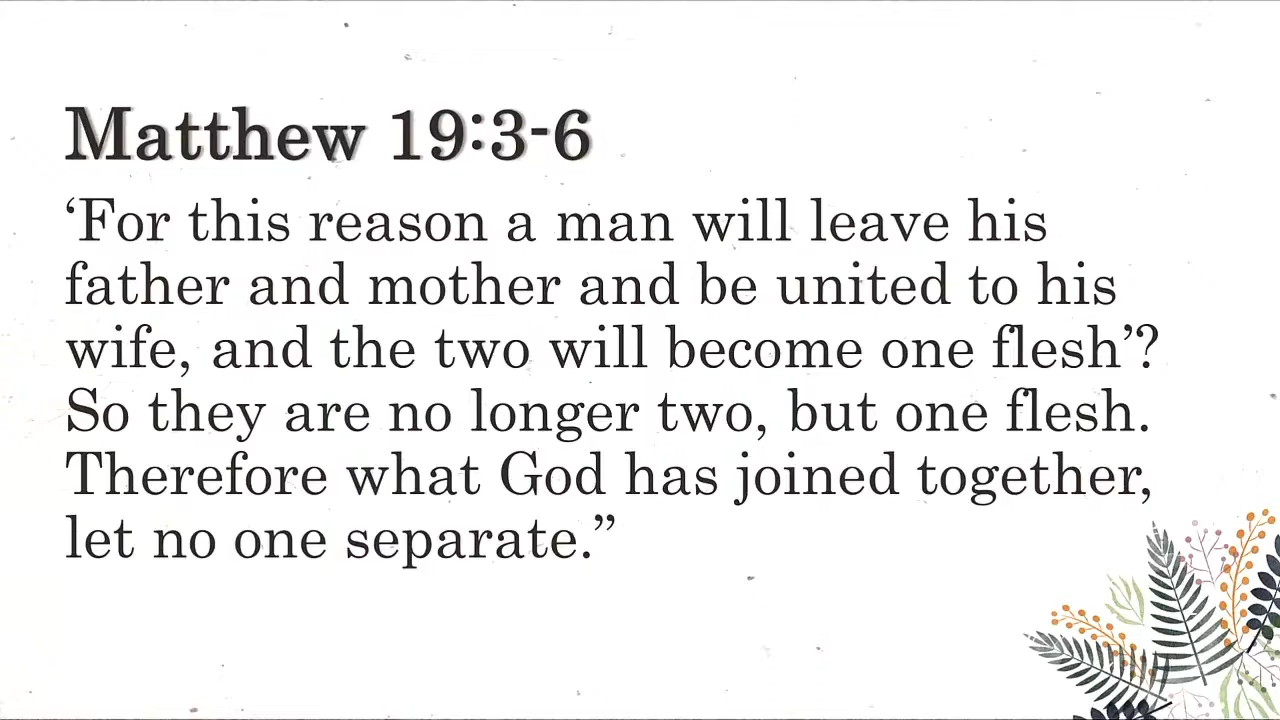 Matthew 19:3-6
‘For this reason a man will leave his
father and mother and be united to his
wife, and the two will become one flesh’?
So they are no longer two, but one flesh.
Therefore what God has joined together,
let no one separate.”